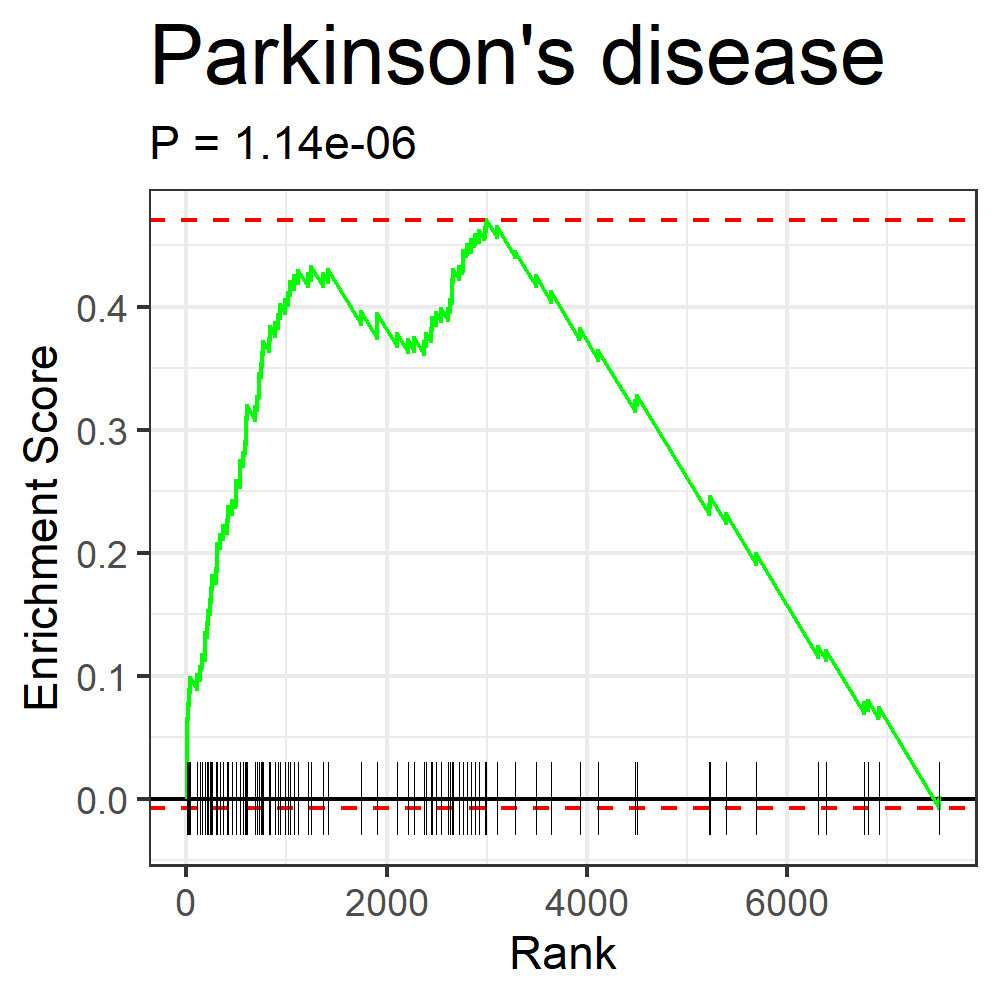 Parkinson's disease
P = 1.14e-06
Enrichment Score
0.4
0.3
0.2
0.1
0.0
0 2000 4000 6000
Rank